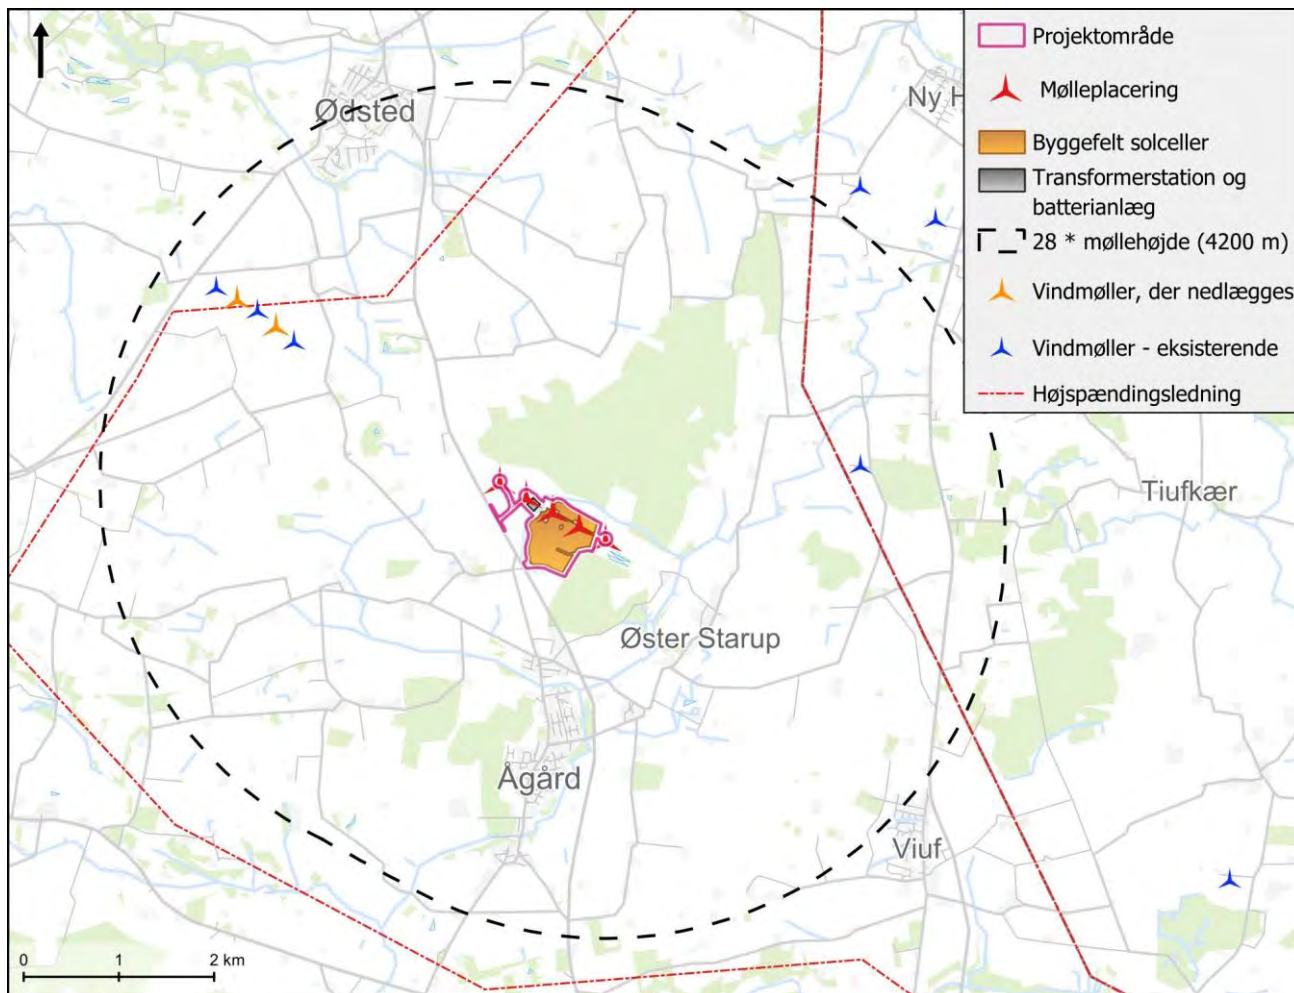 Ødsted
Ny H
Projektområde
Mølleplacering
Byggefelt solceller
Transformerstation og
batterianlæg
28 * møllehøjde (4200 m)
Vindmøller, der nedlægges
Vindmøller - eksisterende
Højspændingsledning
Tiufkær
Øster Starup
Ågård
Viuf
0 1 2 km